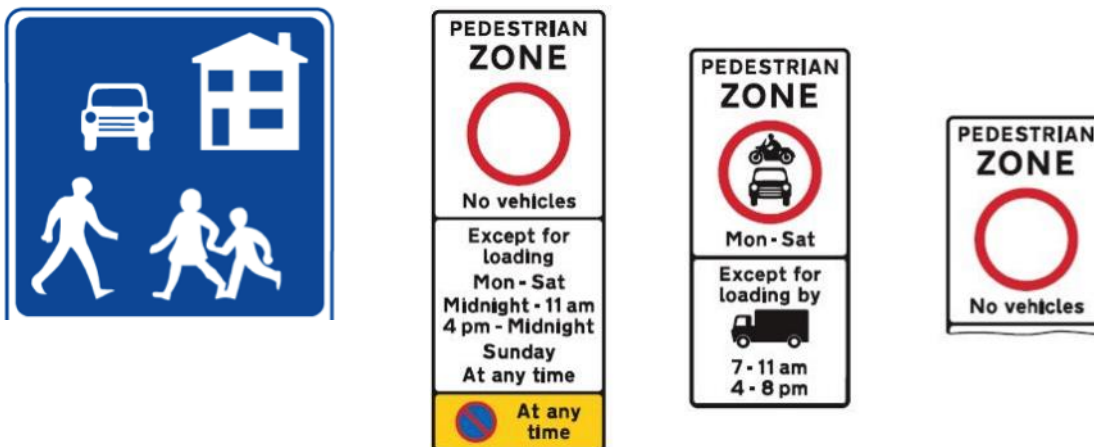 PEDESTRIAN
ZONE
No vehicles
Except for
loading
Mon - Sat
Midnight - 11 am
4 pm - Midnight
Sunday
At any time
At any
time
PEDESTRIAN
ZONE
Mon - Sat
Except for
loading by
7 - 11 am
4 - 8 pm
PEDESTRIAN
ZONE
No vehicles